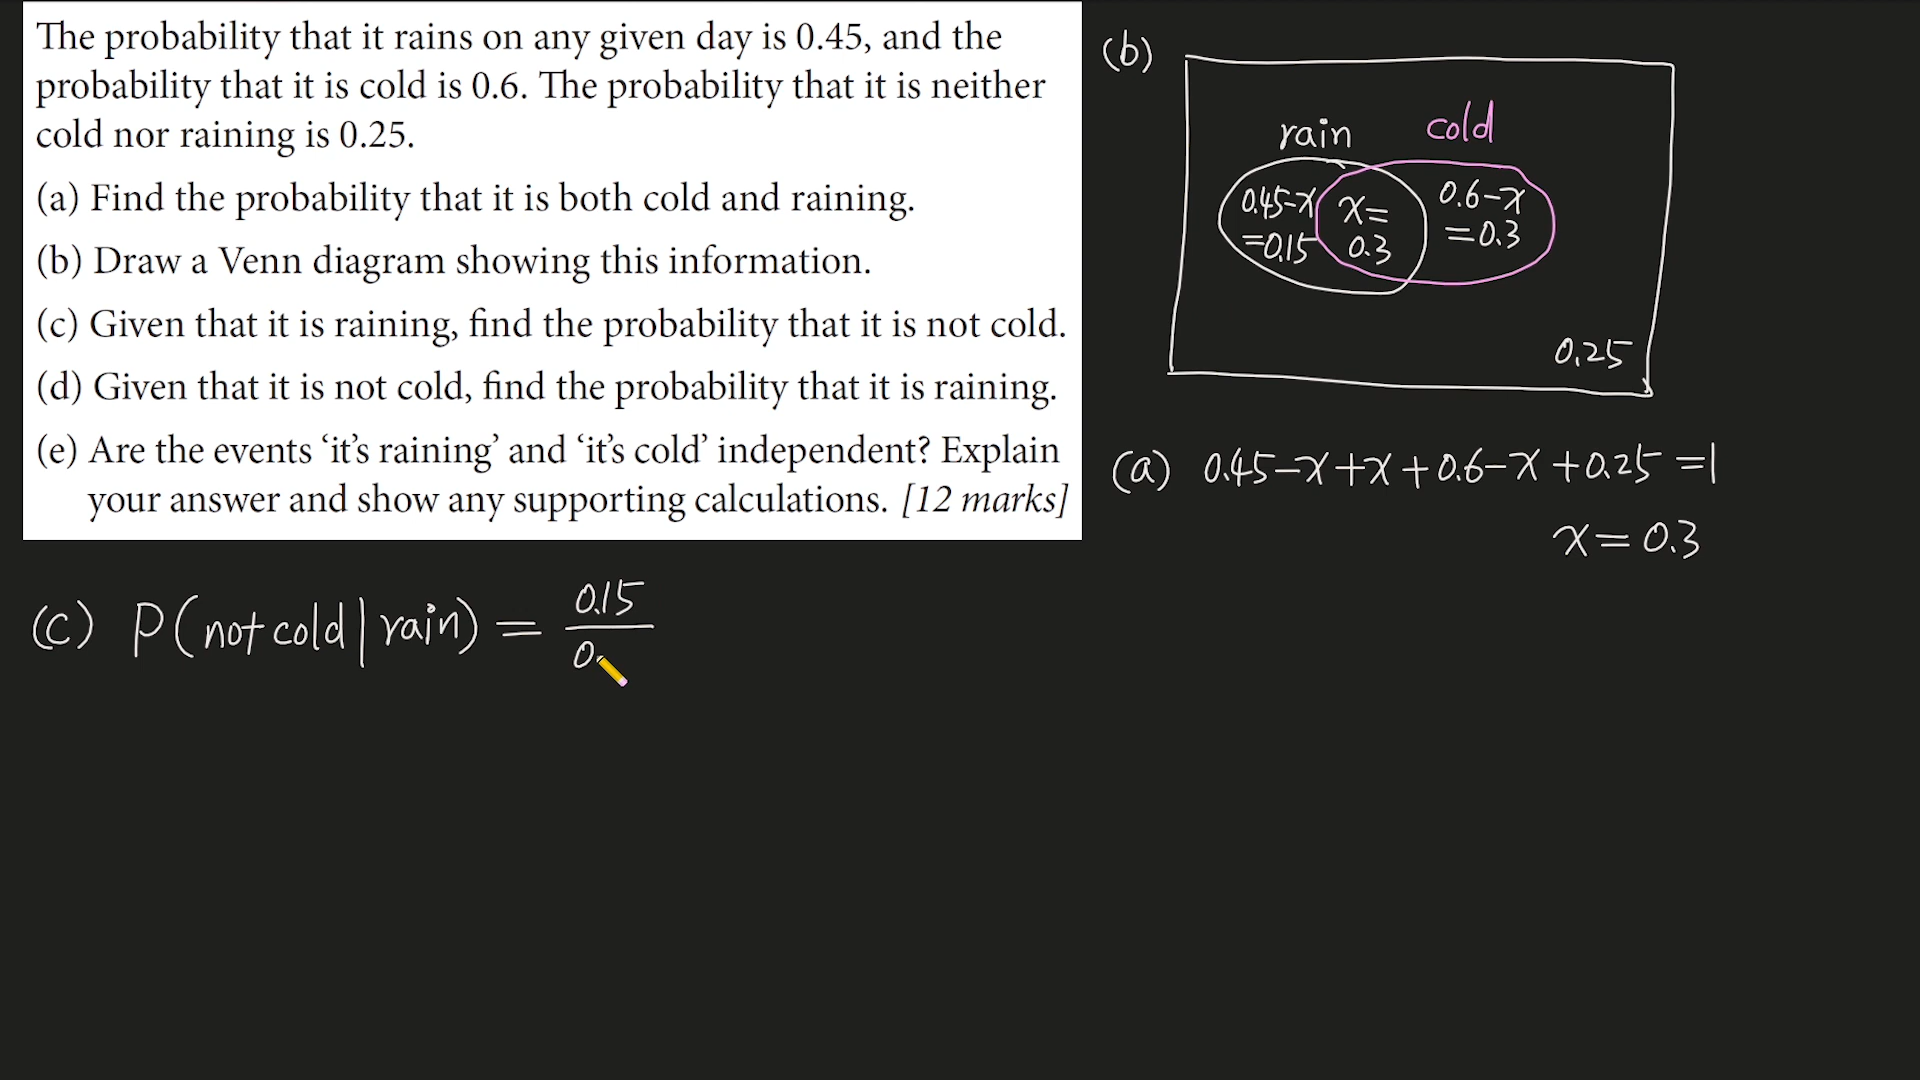 The probability that it rains on any given day is 0.45, and the
probability that it is cold is 0.6. The probability that it is neither
cold nor raining is 0.25.
(a) Find the probability that it is both cold and raining.
(b) Draw a Venn diagram showing this information.
(c) Given that it is raining, find the probability that it is not cold.
(d) Given that it is not cold, find the probability that it is raining.
(e) Are the events ‘it’s raining’ and ‘it’s cold’ independent? Explain
your answer and show any supporting calculations. [12 marks]
(b)
rain cold
0.45-x x= 0.6-x
=0.15 0.3 =0.3
0.25
(a) 0.45-x+x+0.6-x+0.25=1
x=0.3
(c) P(not cold|rain) = 0.15
0.